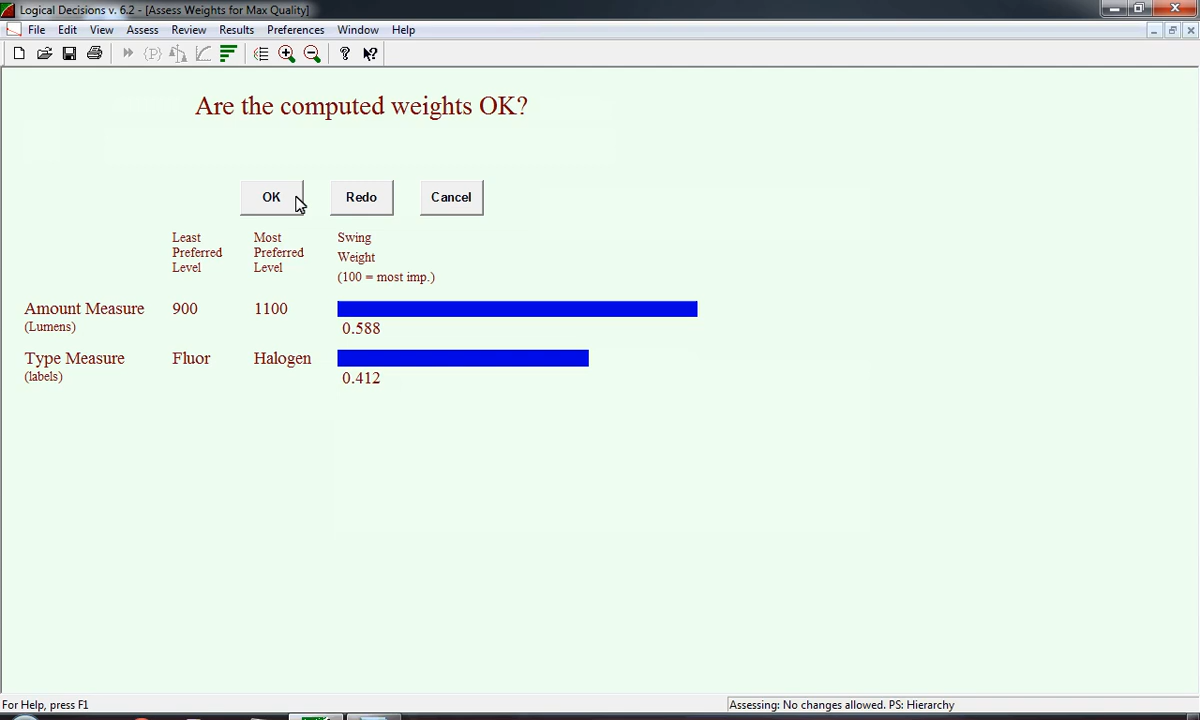 Logical Decisions v. 6.2 - [Assess Weights for Max Quality]
File Edit View Assess Review Results Preferences Window Help
Are the computed weights OK?
OK Redo Cancel
Least Preferred Level
Most Preferred Level
Swing
Weight
(100 = most imp.)
Amount Measure 900 1100
(Lumens) 0.588
Type Measure Fluor Halogen
(labels) 0.412
For Help, press F1 Assessing: No changes allowed. PS: Hierarchy